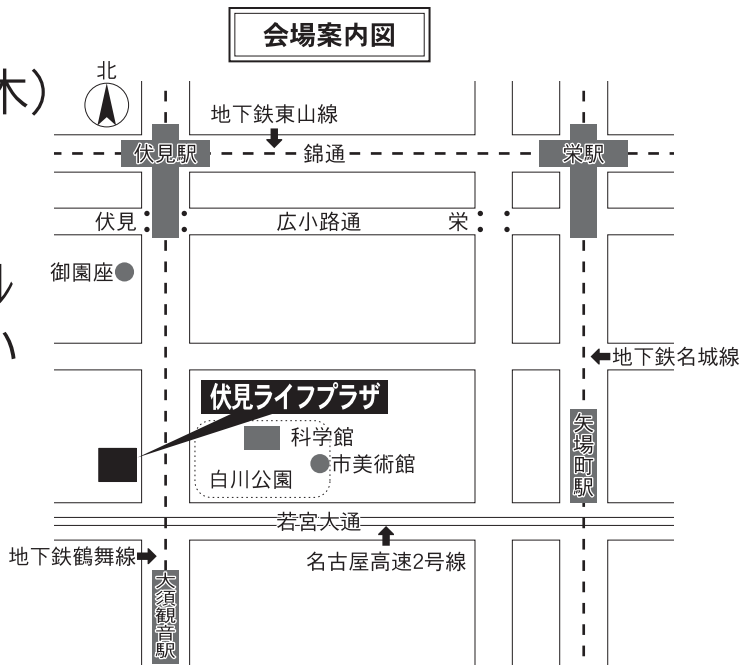 会場案内図
北
木）
地下鉄東山線
伏見駅
錦通
栄駅
伏見
広小路通
栄
御園座
ル
い
地下鉄名城線
伏見ライフプラザ
科学館
市美術館
白川公園
矢場町駅
若宮大通
地下鉄鶴舞線
名古屋高速2号線
大須観音駅